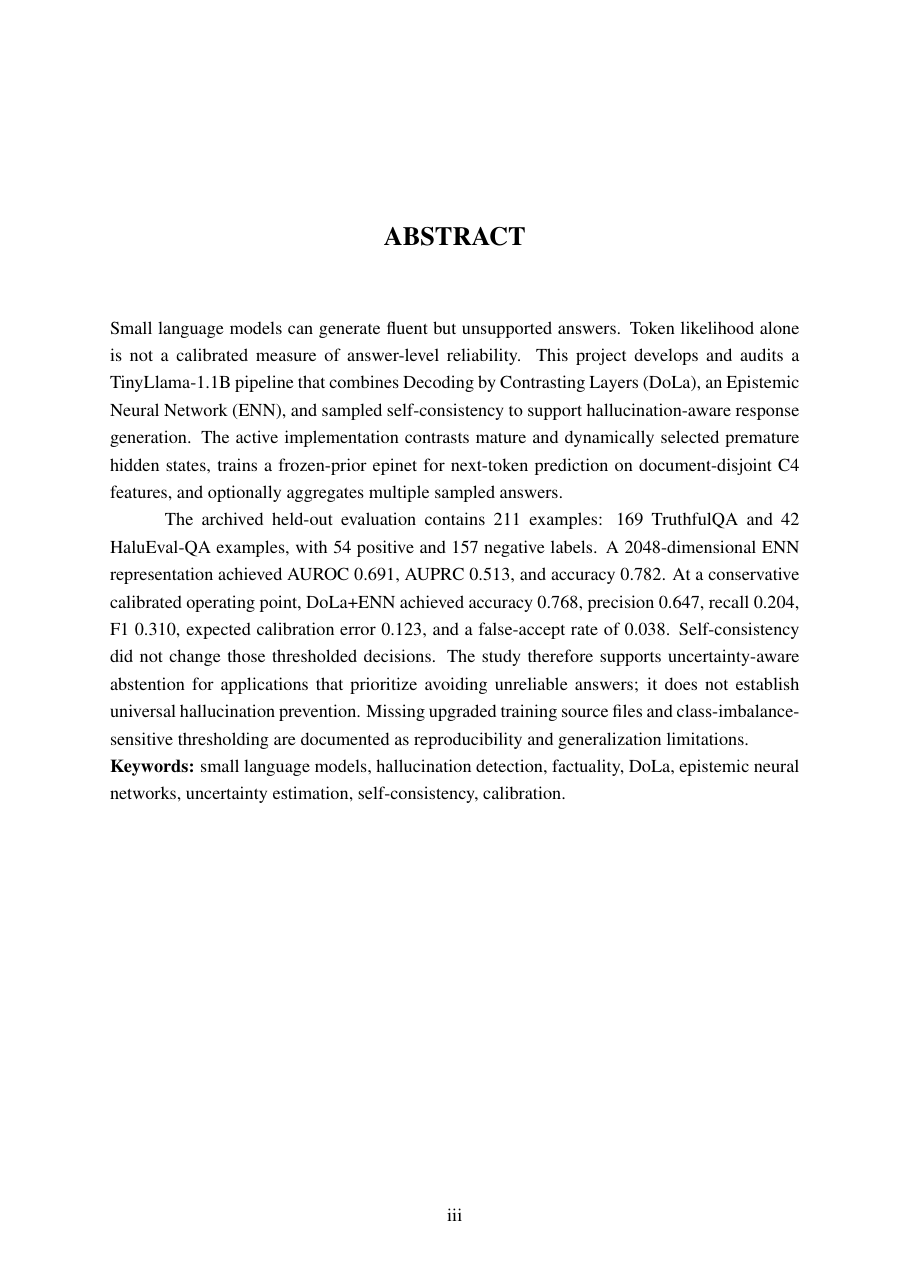 ABSTRACT
Small language models can generate fluent but unsupported answers. Token likelihood alone
is not a calibrated measure of answer-level reliability. This project develops and audits a
TinyLlama-1.1B pipeline that combines Decoding by Contrasting Layers (DoLa), an Epistemic
Neural Network (ENN), and sampled self-consistency to support hallucination-aware response
generation. The active implementation contrasts mature and dynamically selected premature
hidden states, trains a frozen-prior epinet for next-token prediction on document-disjoint C4
features, and optionally aggregates multiple sampled answers.
The archived held-out evaluation contains 211 examples: 169 TruthfulQA and 42
HaluEval-QA examples, with 54 positive and 157 negative labels. A 2048-dimensional ENN
representation achieved AUROC 0.691, AUPRC 0.513, and accuracy 0.782. At a conservative
calibrated operating point, DoLa+ENN achieved accuracy 0.768, precision 0.647, recall 0.204,
F1 0.310, expected calibration error 0.123, and a false-accept rate of 0.038. Self-consistency
did not change those thresholded decisions. The study therefore supports uncertainty-aware
abstention for applications that prioritize avoiding unreliable answers; it does not establish
universal hallucination prevention. Missing upgraded training source files and class-imbalance-
sensitive thresholding are documented as reproducibility and generalization limitations.
Keywords: small language models, hallucination detection, factuality, DoLa, epistemic neural
networks, uncertainty estimation, self-consistency, calibration.
iii